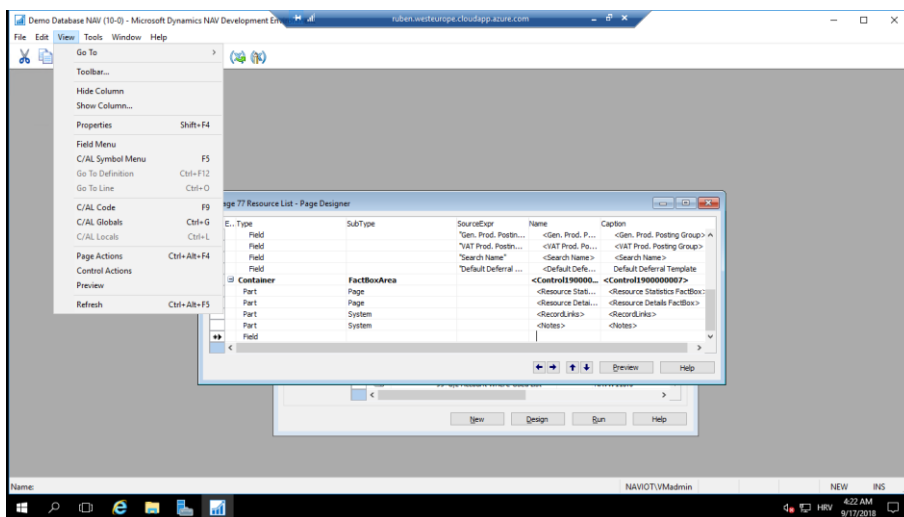 Demo Database NAV (10-0) - Microsoft Dynamics NAV Development En
ruben.westeurope.cloudapp.azure.com
File Edit View Tools Window Help
Go To
Toolbar...
Hide Column
Show Column...
Properties Shift+F4
Field Menu
C/AL Symbol Menu F5
Go To Definition Ctrl+F12
Go To Line Ctrl+O
C/AL Code F9
C/AL Globals Ctrl+G
C/AL Locals Ctrl+L
Page Actions Ctrl+Alt+F4
Control Actions
Preview
Refresh Ctrl+Alt+F5
age 77 Resource List - Page Designer
E.. Type SubType SourceExpr Name Caption
Field "Gen. Prod. Postin... <Gen. Prod. P... <Gen. Prod. Posting Group>
Field "VAT Prod. Postin... <VAT Prod. Po... <VAT Prod. Posting Group>
Field "Search Name" <Search Name> <Search Name>
Field "Default Deferral ... <Default Defe... Default Deferral Template
Container FactBoxArea <Control190000... <Control1900000007>
Part Page <Resource Stati... <Resource Statistics FactBox>
Part Page <Resource Detai... <Resource Details FactBox>
Part System <RecordLinks> <RecordLinks>
Part System <Notes> <Notes>
Field
Preview Help
New Design Run Help
Name: NAVIOT\VMadmin NEW INS
HRV 4:22 AM
9/17/2018